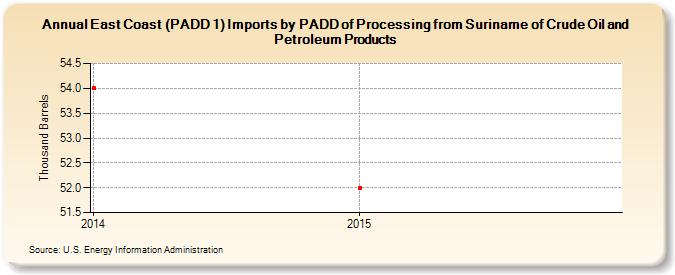 Annual East Coast (PADD 1) Imports by PADD of Processing from Suriname of Crude Oil and
Petroleum Products
Thousand Barrels
54.5
54.0
53.5
53.0
52.5
52.0
51.5
2014
2015
Source: U.S. Energy Information Administration